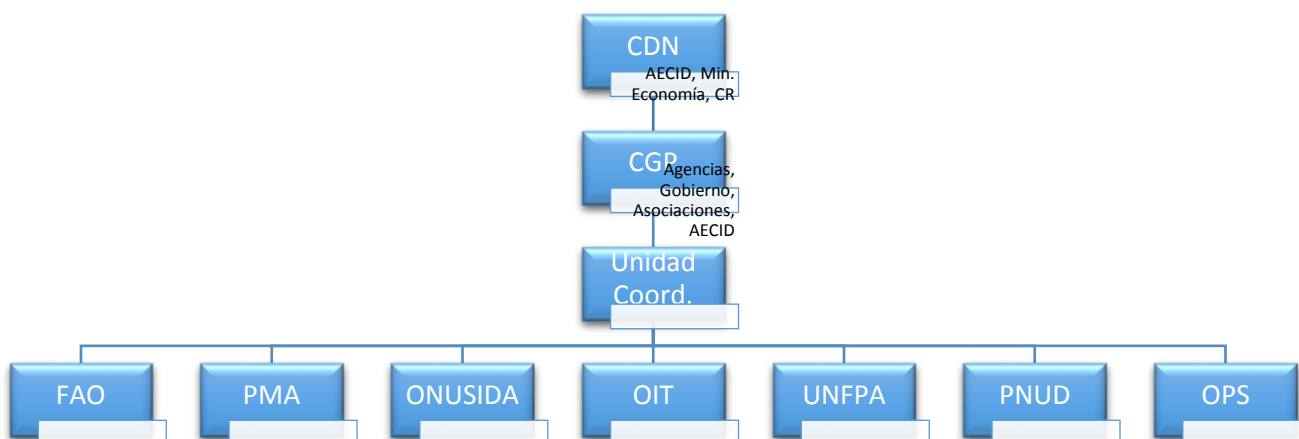 CDN
AECID, Min.
Economía, CR
CGP
Agencias,
Gobierno,
Asociaciones,
AECID
Unidad
Coord.
FAO
PMA
ONUSIDA
OIT
UNFPA
PNUD
OPS